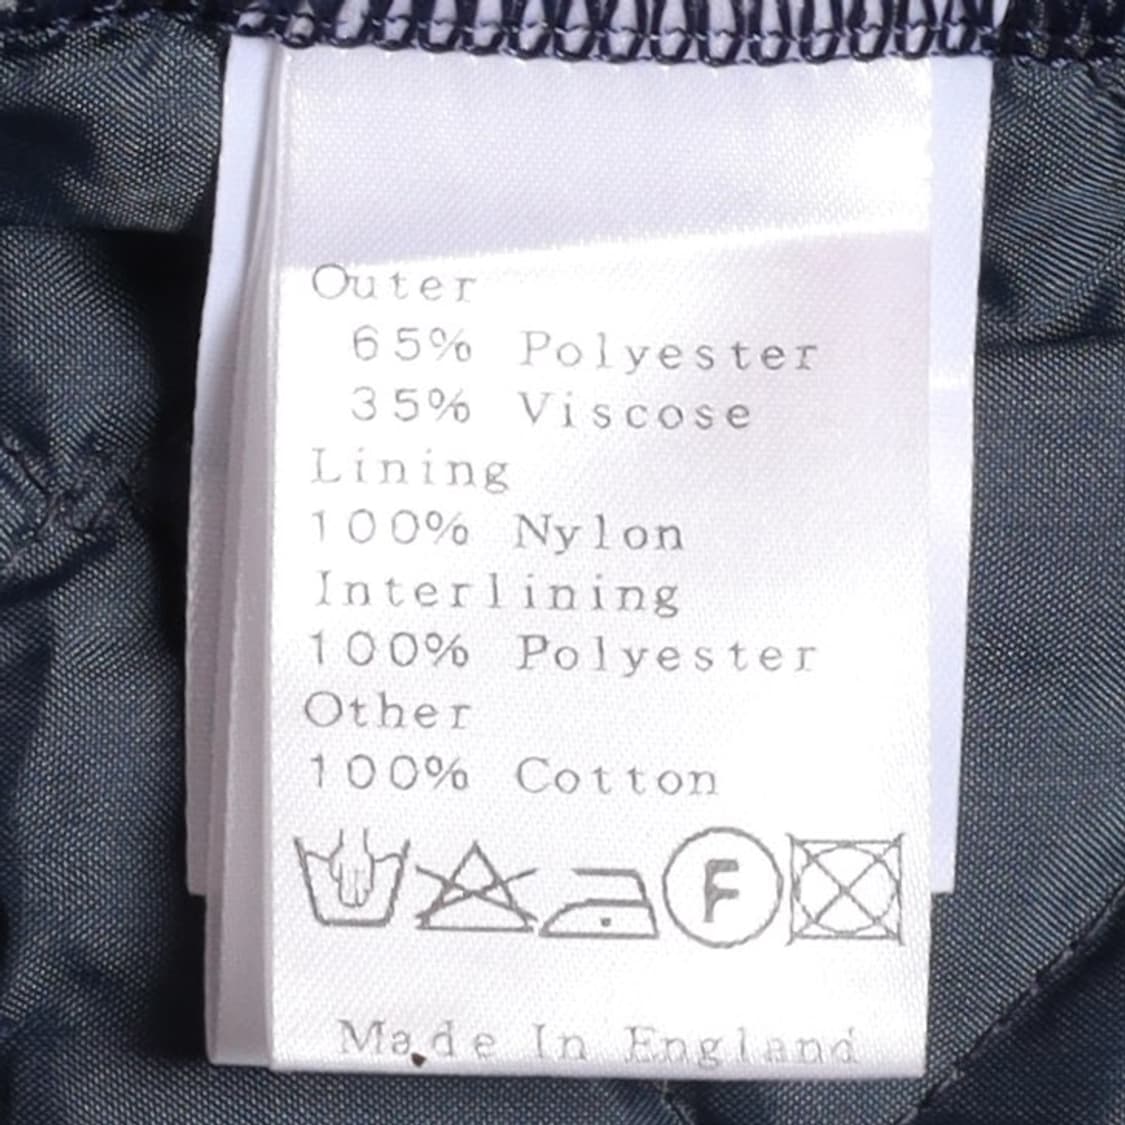 Outer
65% Polyester
35% Viscose
Lining
100% Nylon
Interlining
100% Polyester
Other
100% Cotton
F
Made In England